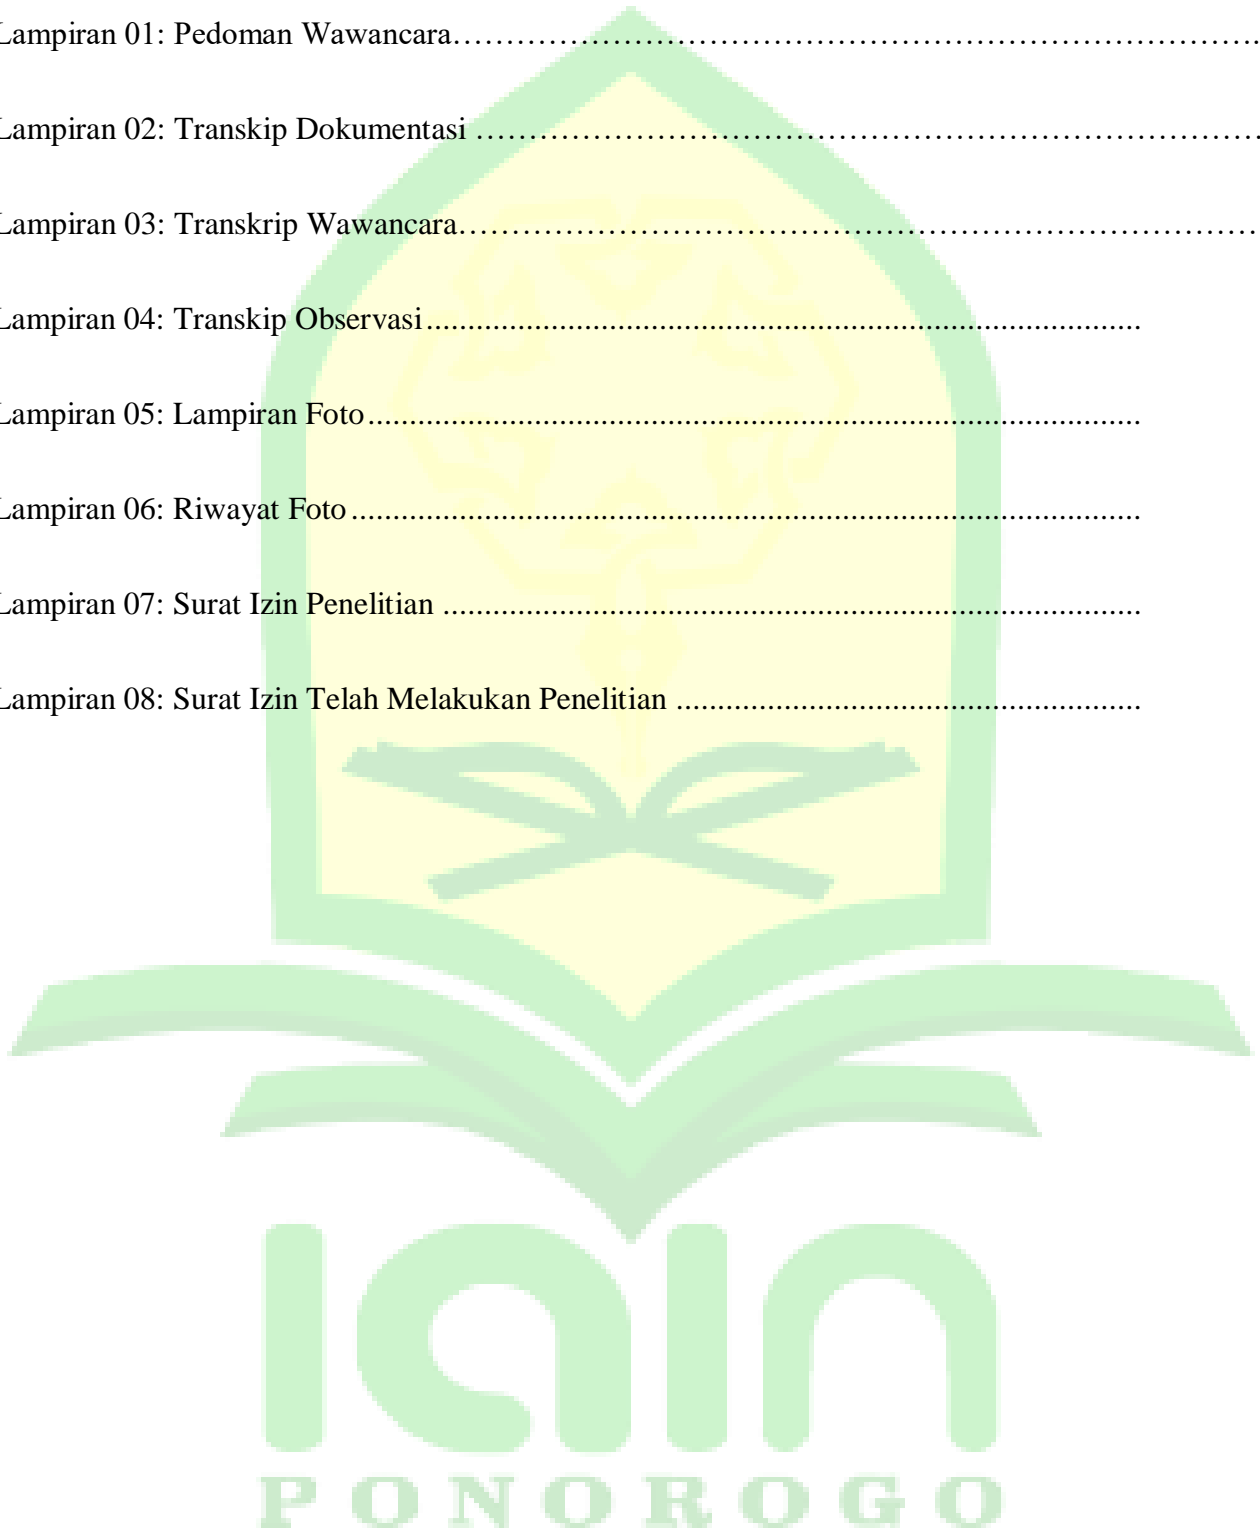 Lampiran 01: Pedoman Wawancara……………………………………………………………………………..
Lampiran 02: Transkip Dokumentasi ……………………………………………………………………………
Lampiran 03: Transkrip Wawancara……………………………………………………………………………
Lampiran 04: Transkip Observasi......................................................................................
Lampiran 05: Lampiran Foto.............................................................................................
Lampiran 06: Riwayat Foto...............................................................................................
Lampiran 07: Surat Izin Penelitian ....................................................................................
Lampiran 08: Surat Izin Telah Melakukan Penelitian ........................................................
iain
PONOROGO